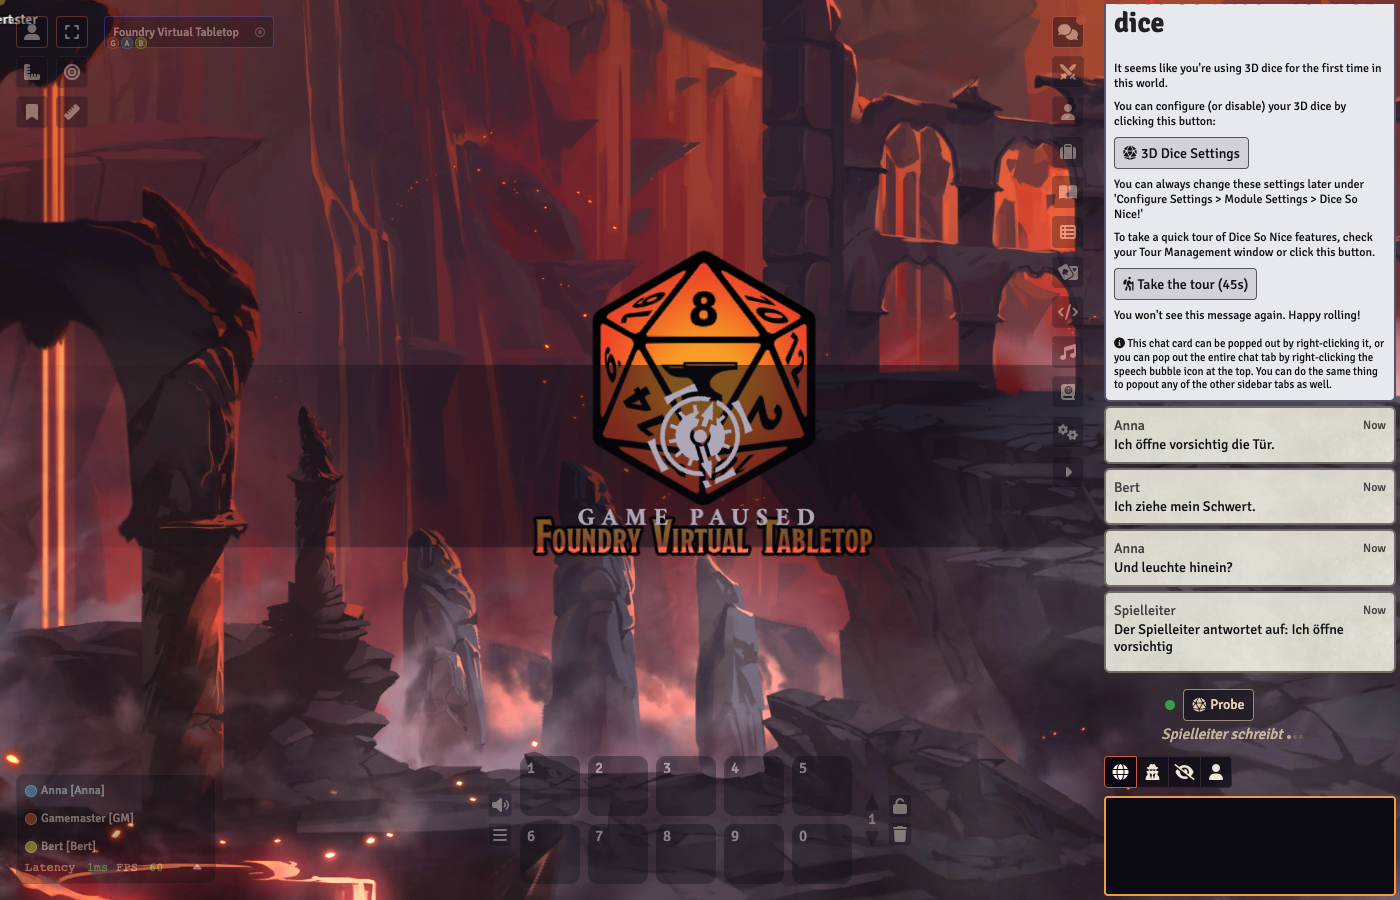 Foundry Virtual Tabletop
G A B
dice
It seems like you're using 3D dice for the first time in
this world.
You can configure (or disable) your 3D dice by
clicking this button:
3D Dice Settings
You can always change these settings later under
'Configure Settings > Module Settings > Dice So
Nice!'
To take a quick tour of Dice So Nice features, check
your Tour Management window or click this button.
Take the tour (45s)
You won't see this message again. Happy rolling!
This chat card can be popped out by right-clicking it, or
you can pop out the entire chat tab by right-clicking the
speech bubble icon at the top. You can do the same thing
to popout any of the other sidebar tabs as well.
Anna Now
Ich öffne vorsichtig die Tür.
Bert Now
Ich ziehe mein Schwert.
Anna Now
Und leuchte hinein?
Spielleiter Now
Der Spielleiter antwortet auf: Ich öffne
vorsichtig
Probe
Spielleiter schreibt
8
GAME PAUSED
Foundry Virtual Tabletop
1 2 3 4 5
6 7 8 9 0
1
Anna [Anna]
Gamemaster [GM]
Bert [Bert]
Latency 1ms FPS 60